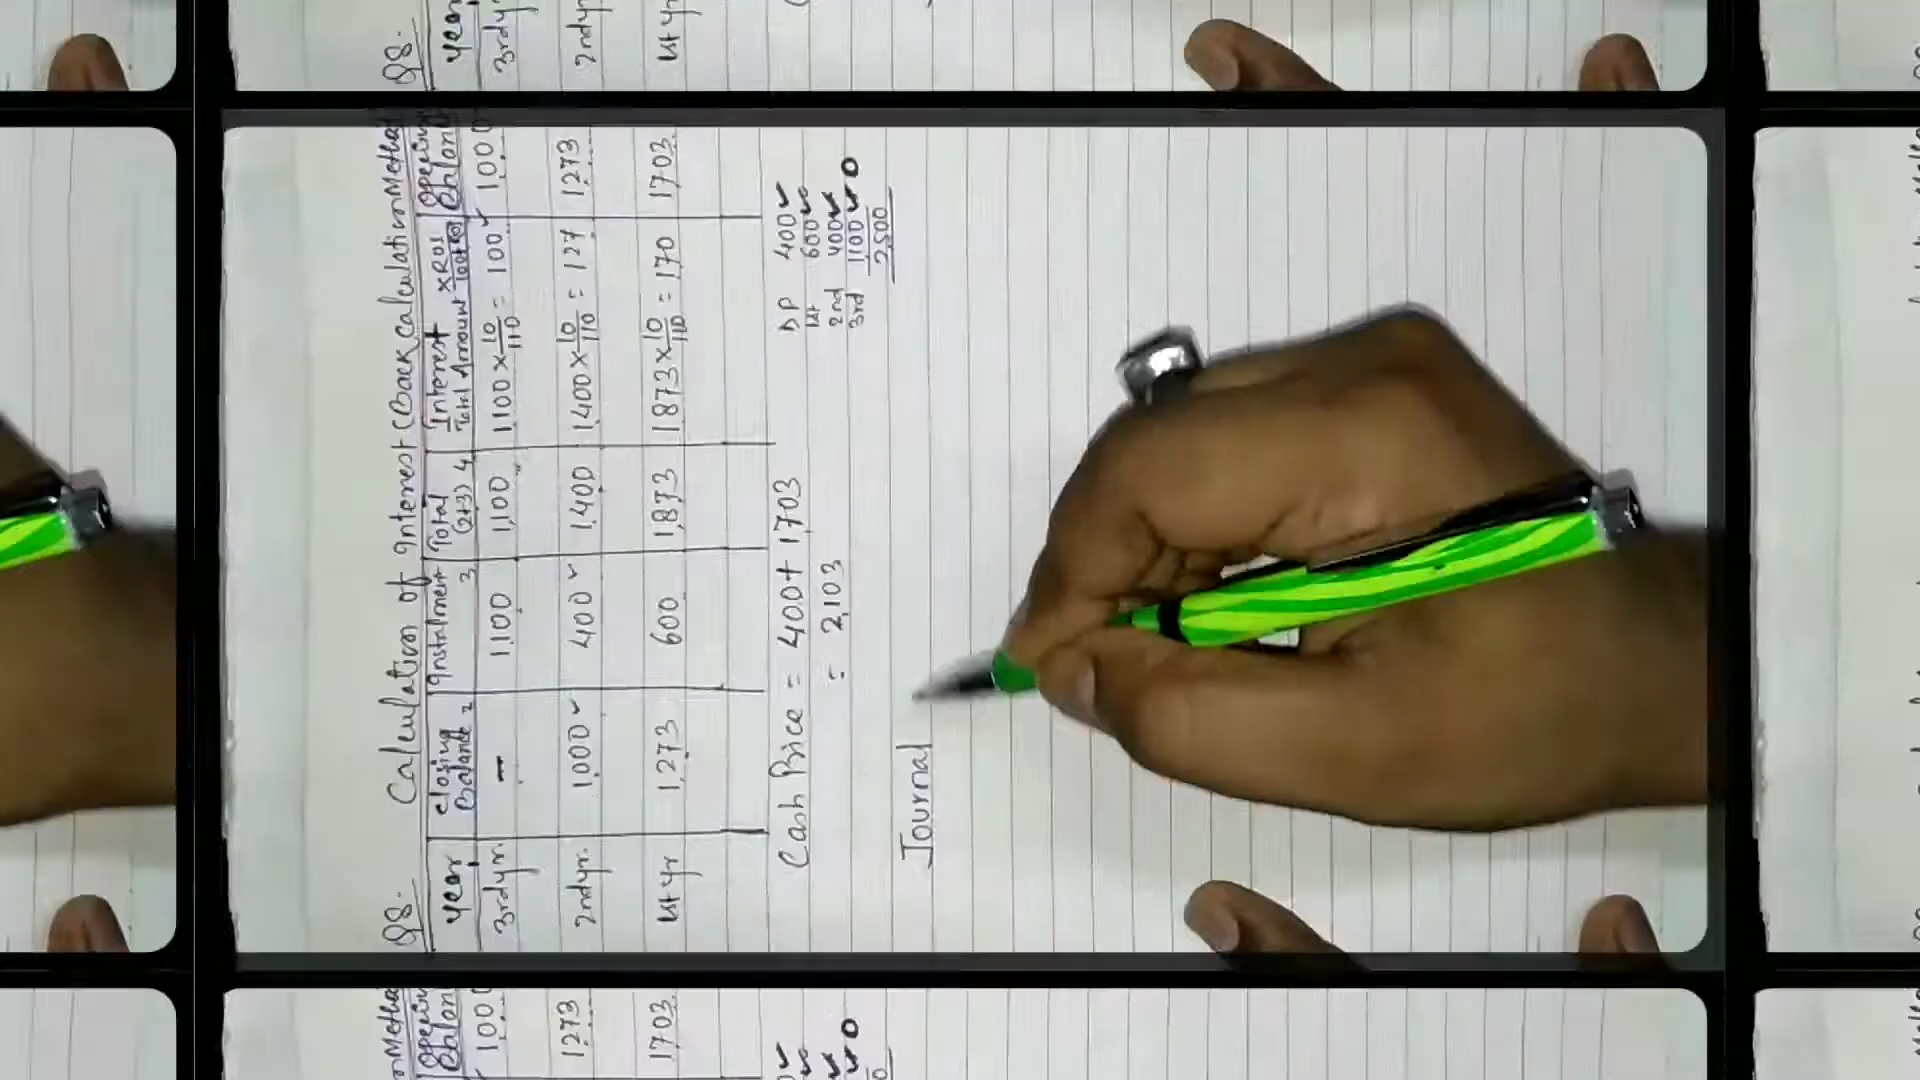 Q8. Calculation of Interest (Back calculation Method
Year Closing Balance 2 Instalment 3 Total (2+3) 4 Interest Total Amount × ROI Opening Balance
3rd yr. – 1,100 1,100 1,100 × 10/110 = 100 1,000
2nd yr. 1,000 400 1,400 1,400 × 10/110 = 127 1,273
1st yr 1,273 600 1,873 1,873 × 10/110 = 170 1,703
Cash Price = 400 + 1,703
= 2,103
DP 400
1st 600
2nd 400
3rd 1100
2,500
Journal